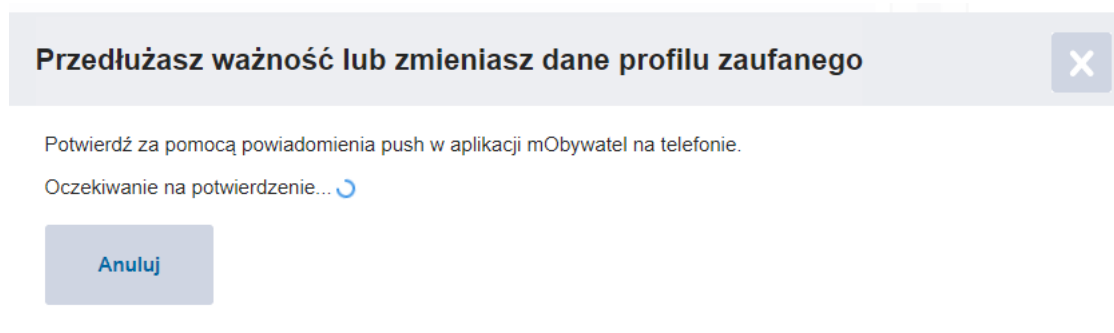 Przedłużasz ważność lub zmieniasz dane profilu zaufanego
Potwierdź za pomocą powiadomienia push w aplikacji mObywatel na telefonie.
Oczekiwanie na potwierdzenie...
Anuluj